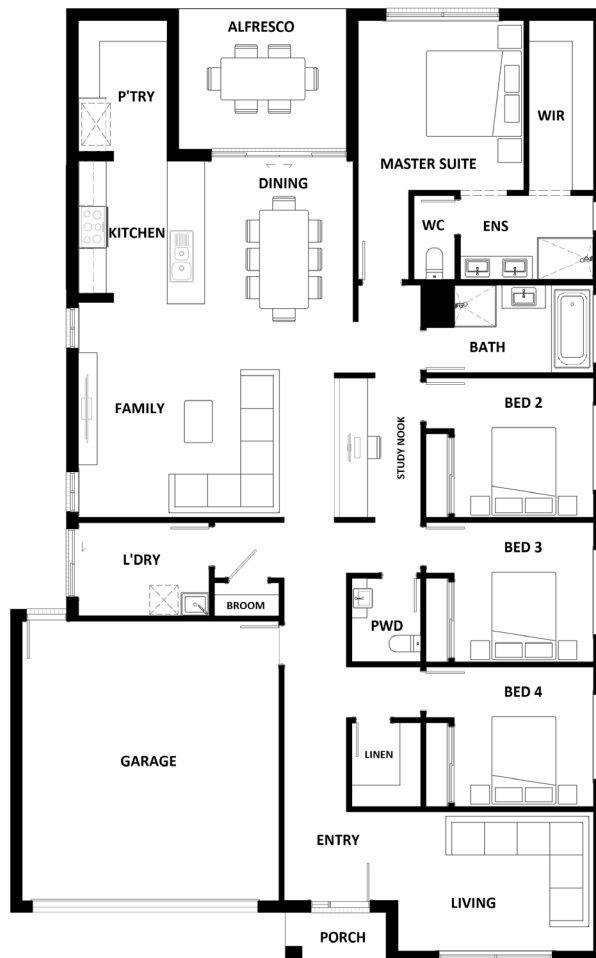 ALFRESCO
P'TRY
WIR
MASTER SUITE
DINING
KITCHEN
WC
ENS
BATH
FAMILY
BED 2
STUDY NOOK
L'DRY
BED 3
BROOM
PWD
BED 4
LINEN
GARAGE
ENTRY
LIVING
PORCH